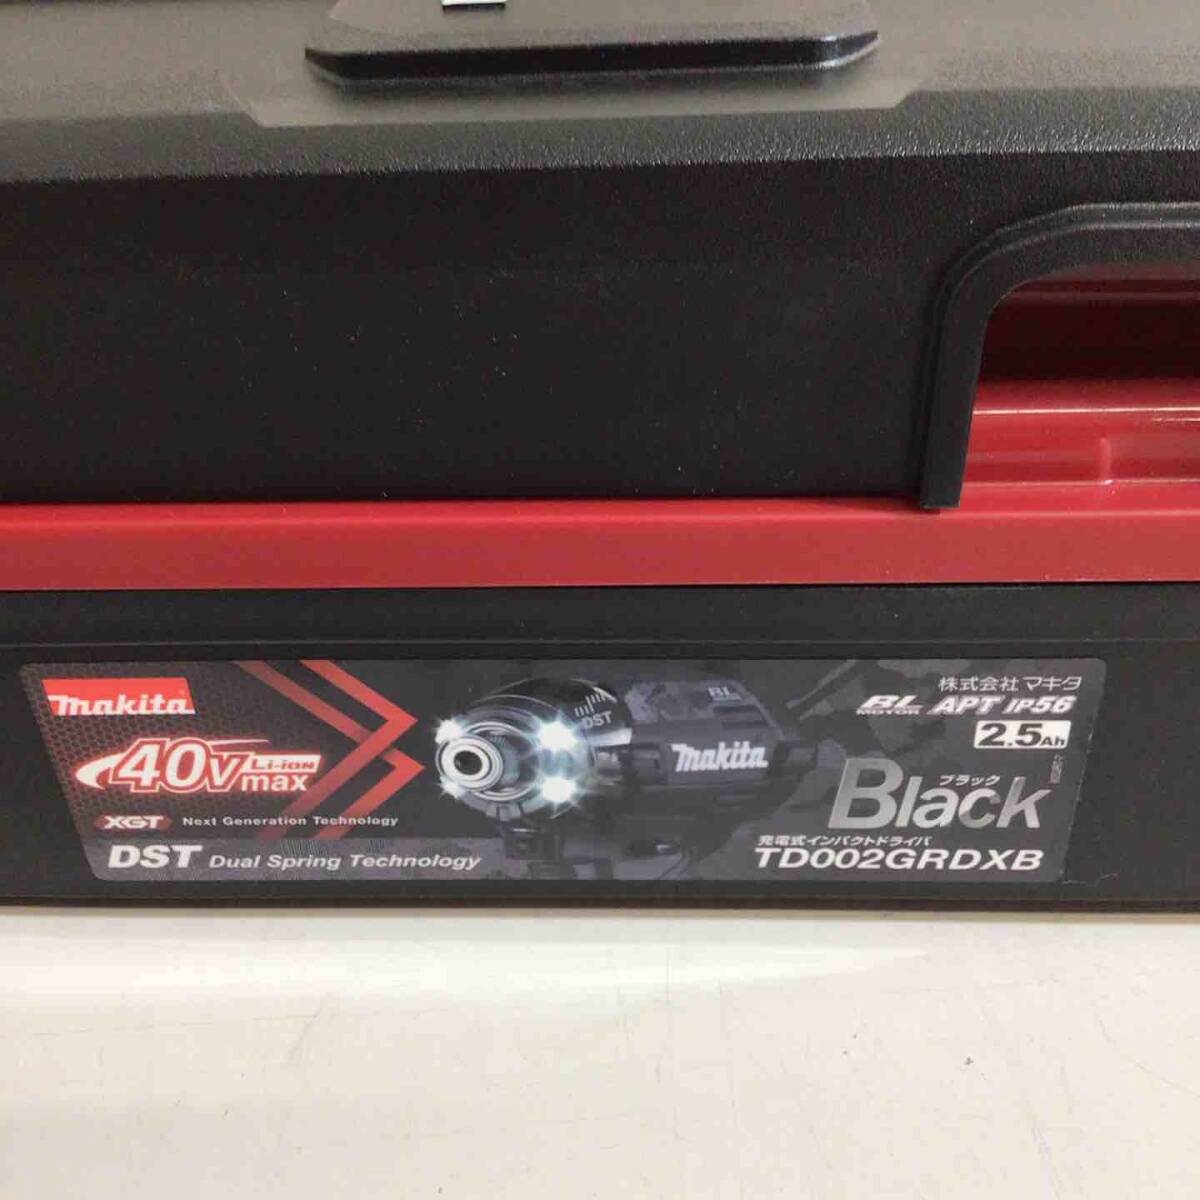 makita
40Vmax Li-ion
XGT Next Generation Technology
DST Dual Spring Technology
DST
BL
makita
株式会社マキタ
BL MOTOR APT IP56
2.5Ah
ブラック
Black
充電式インパクトドライバ
TD002GRDXB